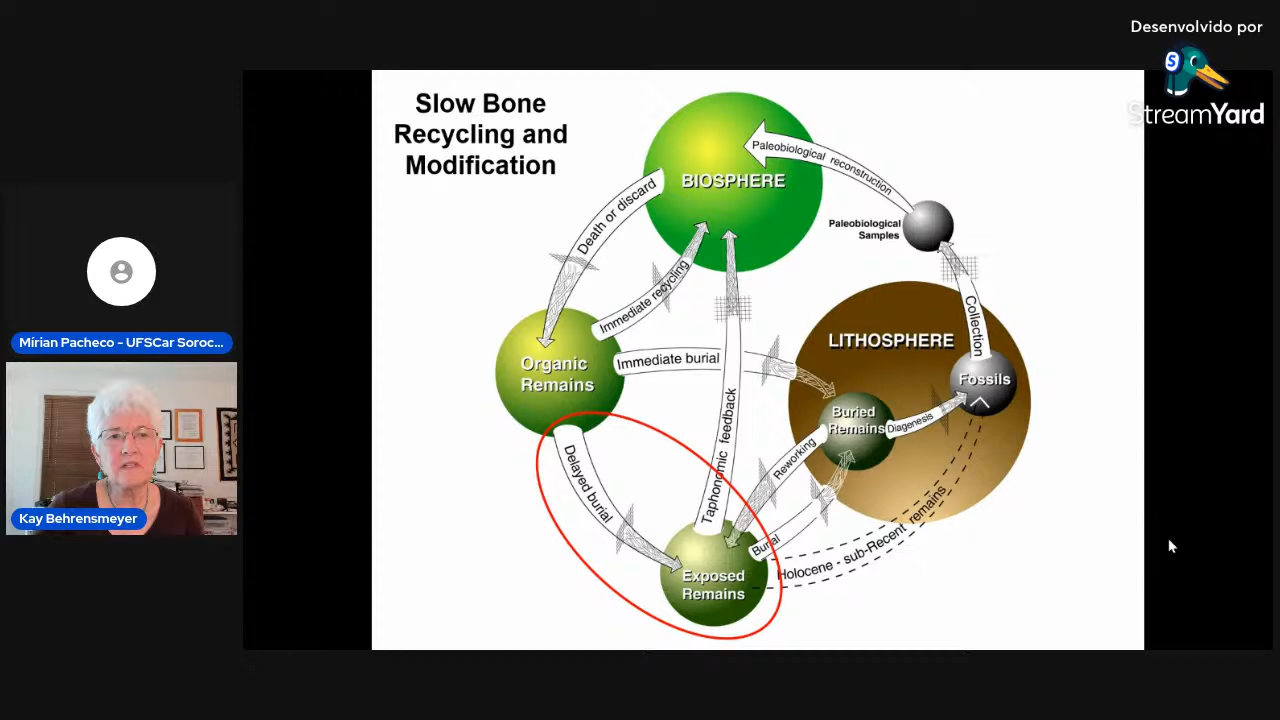 Desenvolvido por
S
StreamYard
Slow Bone
Recycling and
Modification
BIOSPHERE
Paleobiological reconstruction
Death or discard
Paleobiological
Samples
Immediate recycling
Collection
LITHOSPHERE
Organic
Remains
Immediate burial
Fossils
Buried
Remains
Diagenesis
Taphonomic feedback
Reworking
Delayed burial
Burial
Holocene - sub-Recent remains
Exposed
Remains
Mírian Pacheco - UFSCar Soroc...
Kay Behrensmeyer